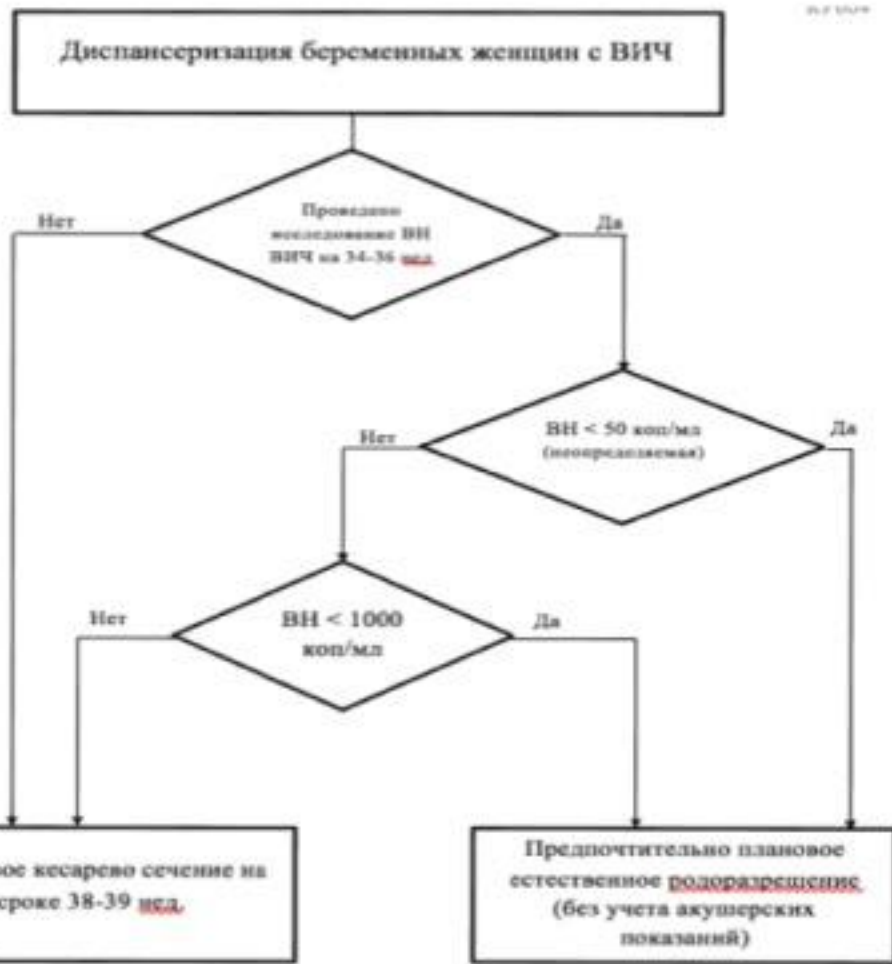 Диспансеризация беременных женщин с ВИЧ
Проведено
исследование ВН
ВИЧ на 34-36 нед
Нет
Да
ВН < 50 коп/мл
(неопределяемая)
Нет
Да
ВН < 1000
коп/мл
Нет
Да
вое кесарево сечение на
сроке 38-39 нед.
Предпочтительно плановое
естественное родоразрешение
(без учета акушерских
показаний)